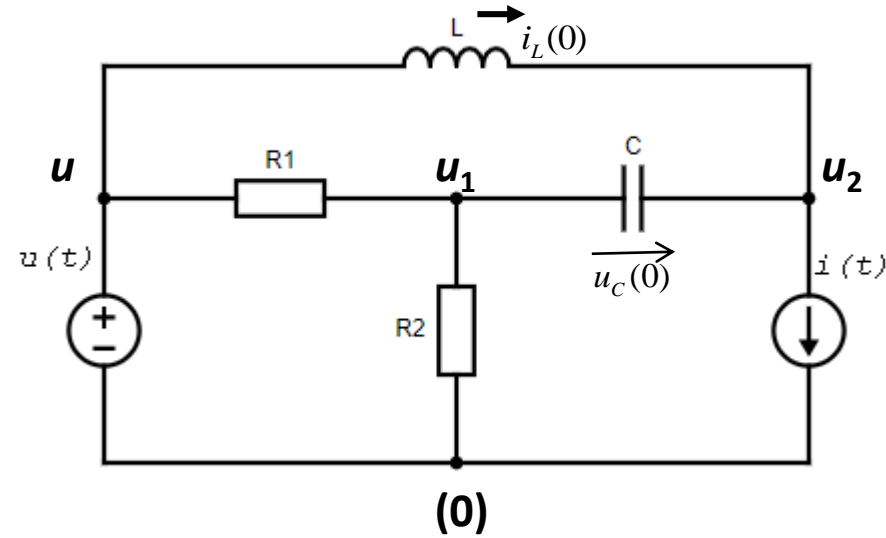 L
i_L(0)
R1
C
u
u_1
u_2
u(t)
+
−
R2
u_C(0)
i(t)
(0)